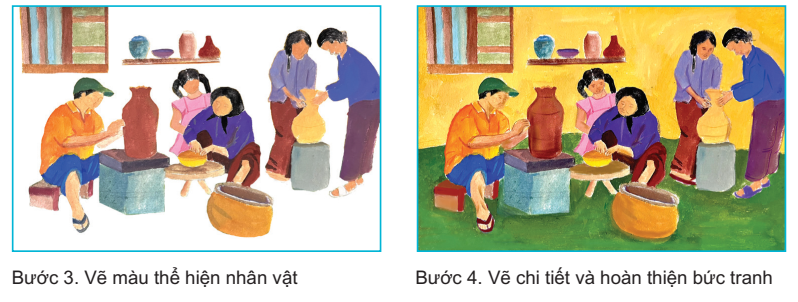 Bước 3. Vẽ màu thể hiện nhân vật
Bước 4. Vẽ chi tiết và hoàn thiện bức tranh